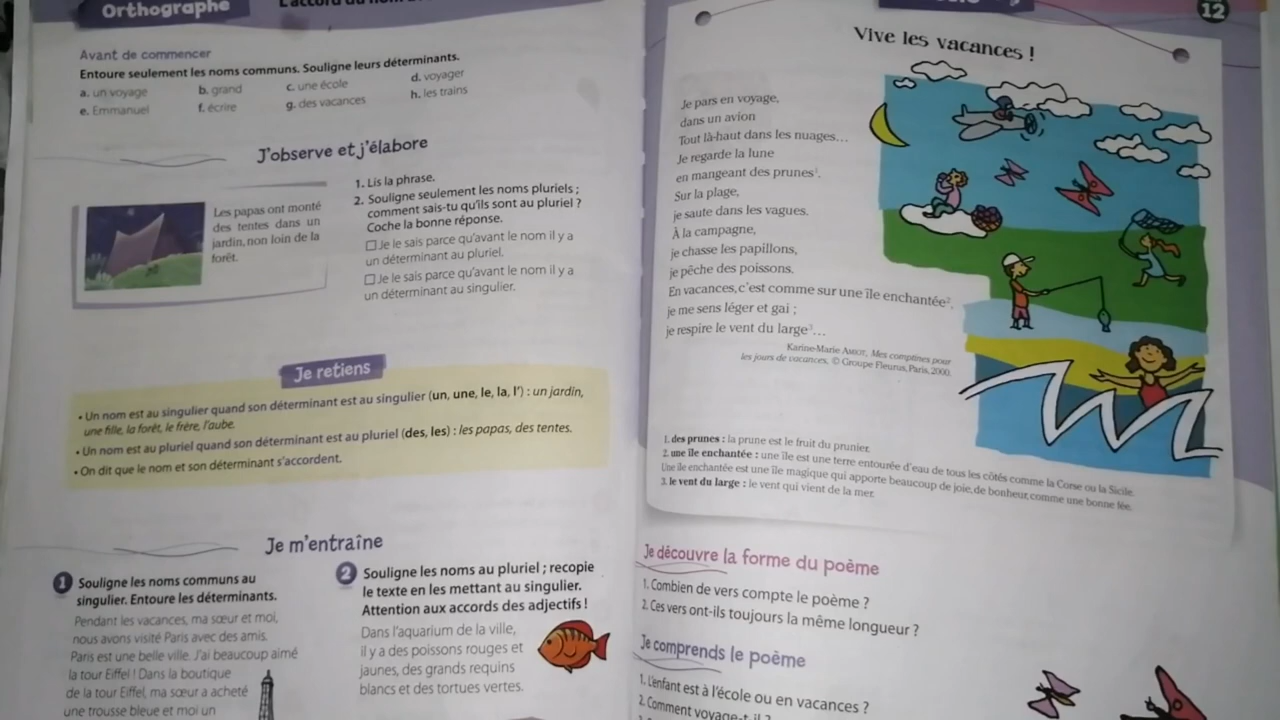 Orthographe
Avant de commencer
Entoure seulement les noms communs. Souligne leurs déterminants.
a. un voyage b. grand c. une école d. voyager
e. Emmanuel f. écrire g. des vacances h. les trains
J'observe et j'élabore
Les papas ont monté
des tentes dans un
jardin, non loin de la
forêt.
1. Lis la phrase.
2. Souligne seulement les noms pluriels ;
comment sais-tu qu'ils sont au pluriel ?
Coche la bonne réponse.
□ Je le sais parce qu'avant le nom il y a
un déterminant au pluriel.
□ Je le sais parce qu'avant le nom il y a
un déterminant au singulier.
Je retiens
• Un nom est au singulier quand son déterminant est au singulier (un, une, le, la, l') : un jardin,
une fille, la forêt, le frère, l'aube.
• Un nom est au pluriel quand son déterminant est au pluriel (des, les) : les papas, des tentes.
• On dit que le nom et son déterminant s'accordent.
Je m'entraîne
1 Souligne les noms communs au
singulier. Entoure les déterminants.
Pendant les vacances, ma sœur et moi,
nous avons visité Paris avec des amis.
Paris est une belle ville. J'ai beaucoup aimé
la tour Eiffel ! Dans la boutique
de la tour Eiffel, ma sœur a acheté
une trousse bleue et moi un
2 Souligne les noms au pluriel ; recopie
le texte en les mettant au singulier.
Attention aux accords des adjectifs !
Dans l'aquarium de la ville,
il y a des poissons rouges et
jaunes, des grands requins
blancs et des tortues vertes.
12
Vive les vacances !
Je pars en voyage,
dans un avion
Tout là-haut dans les nuages...
Je regarde la lune
en mangeant des prunes¹.
Sur la plage,
je saute dans les vagues.
À la campagne,
je chasse les papillons,
je pêche des poissons.
En vacances, c'est comme sur une île enchantée²,
je me sens léger et gai ;
je respire le vent du large³...
Karine-Marie AMIOT, Mes comptines pour
les jours de vacances, © Groupe Fleurus, Paris, 2000.
1. des prunes : la prune est le fruit du prunier.
2. une île enchantée : une île est une terre entourée d'eau de tous les côtés comme la Corse ou la Sicile.
Une île enchantée est une île magique qui apporte beaucoup de joie, de bonheur, comme une bonne fée.
3. le vent du large : le vent qui vient de la mer.
Je découvre la forme du poème
1. Combien de vers compte le poème ?
2. Ces vers ont-ils toujours la même longueur ?
Je comprends le poème
1. L'enfant est à l'école ou en vacances ?
2. Comment voyage-t-il ?